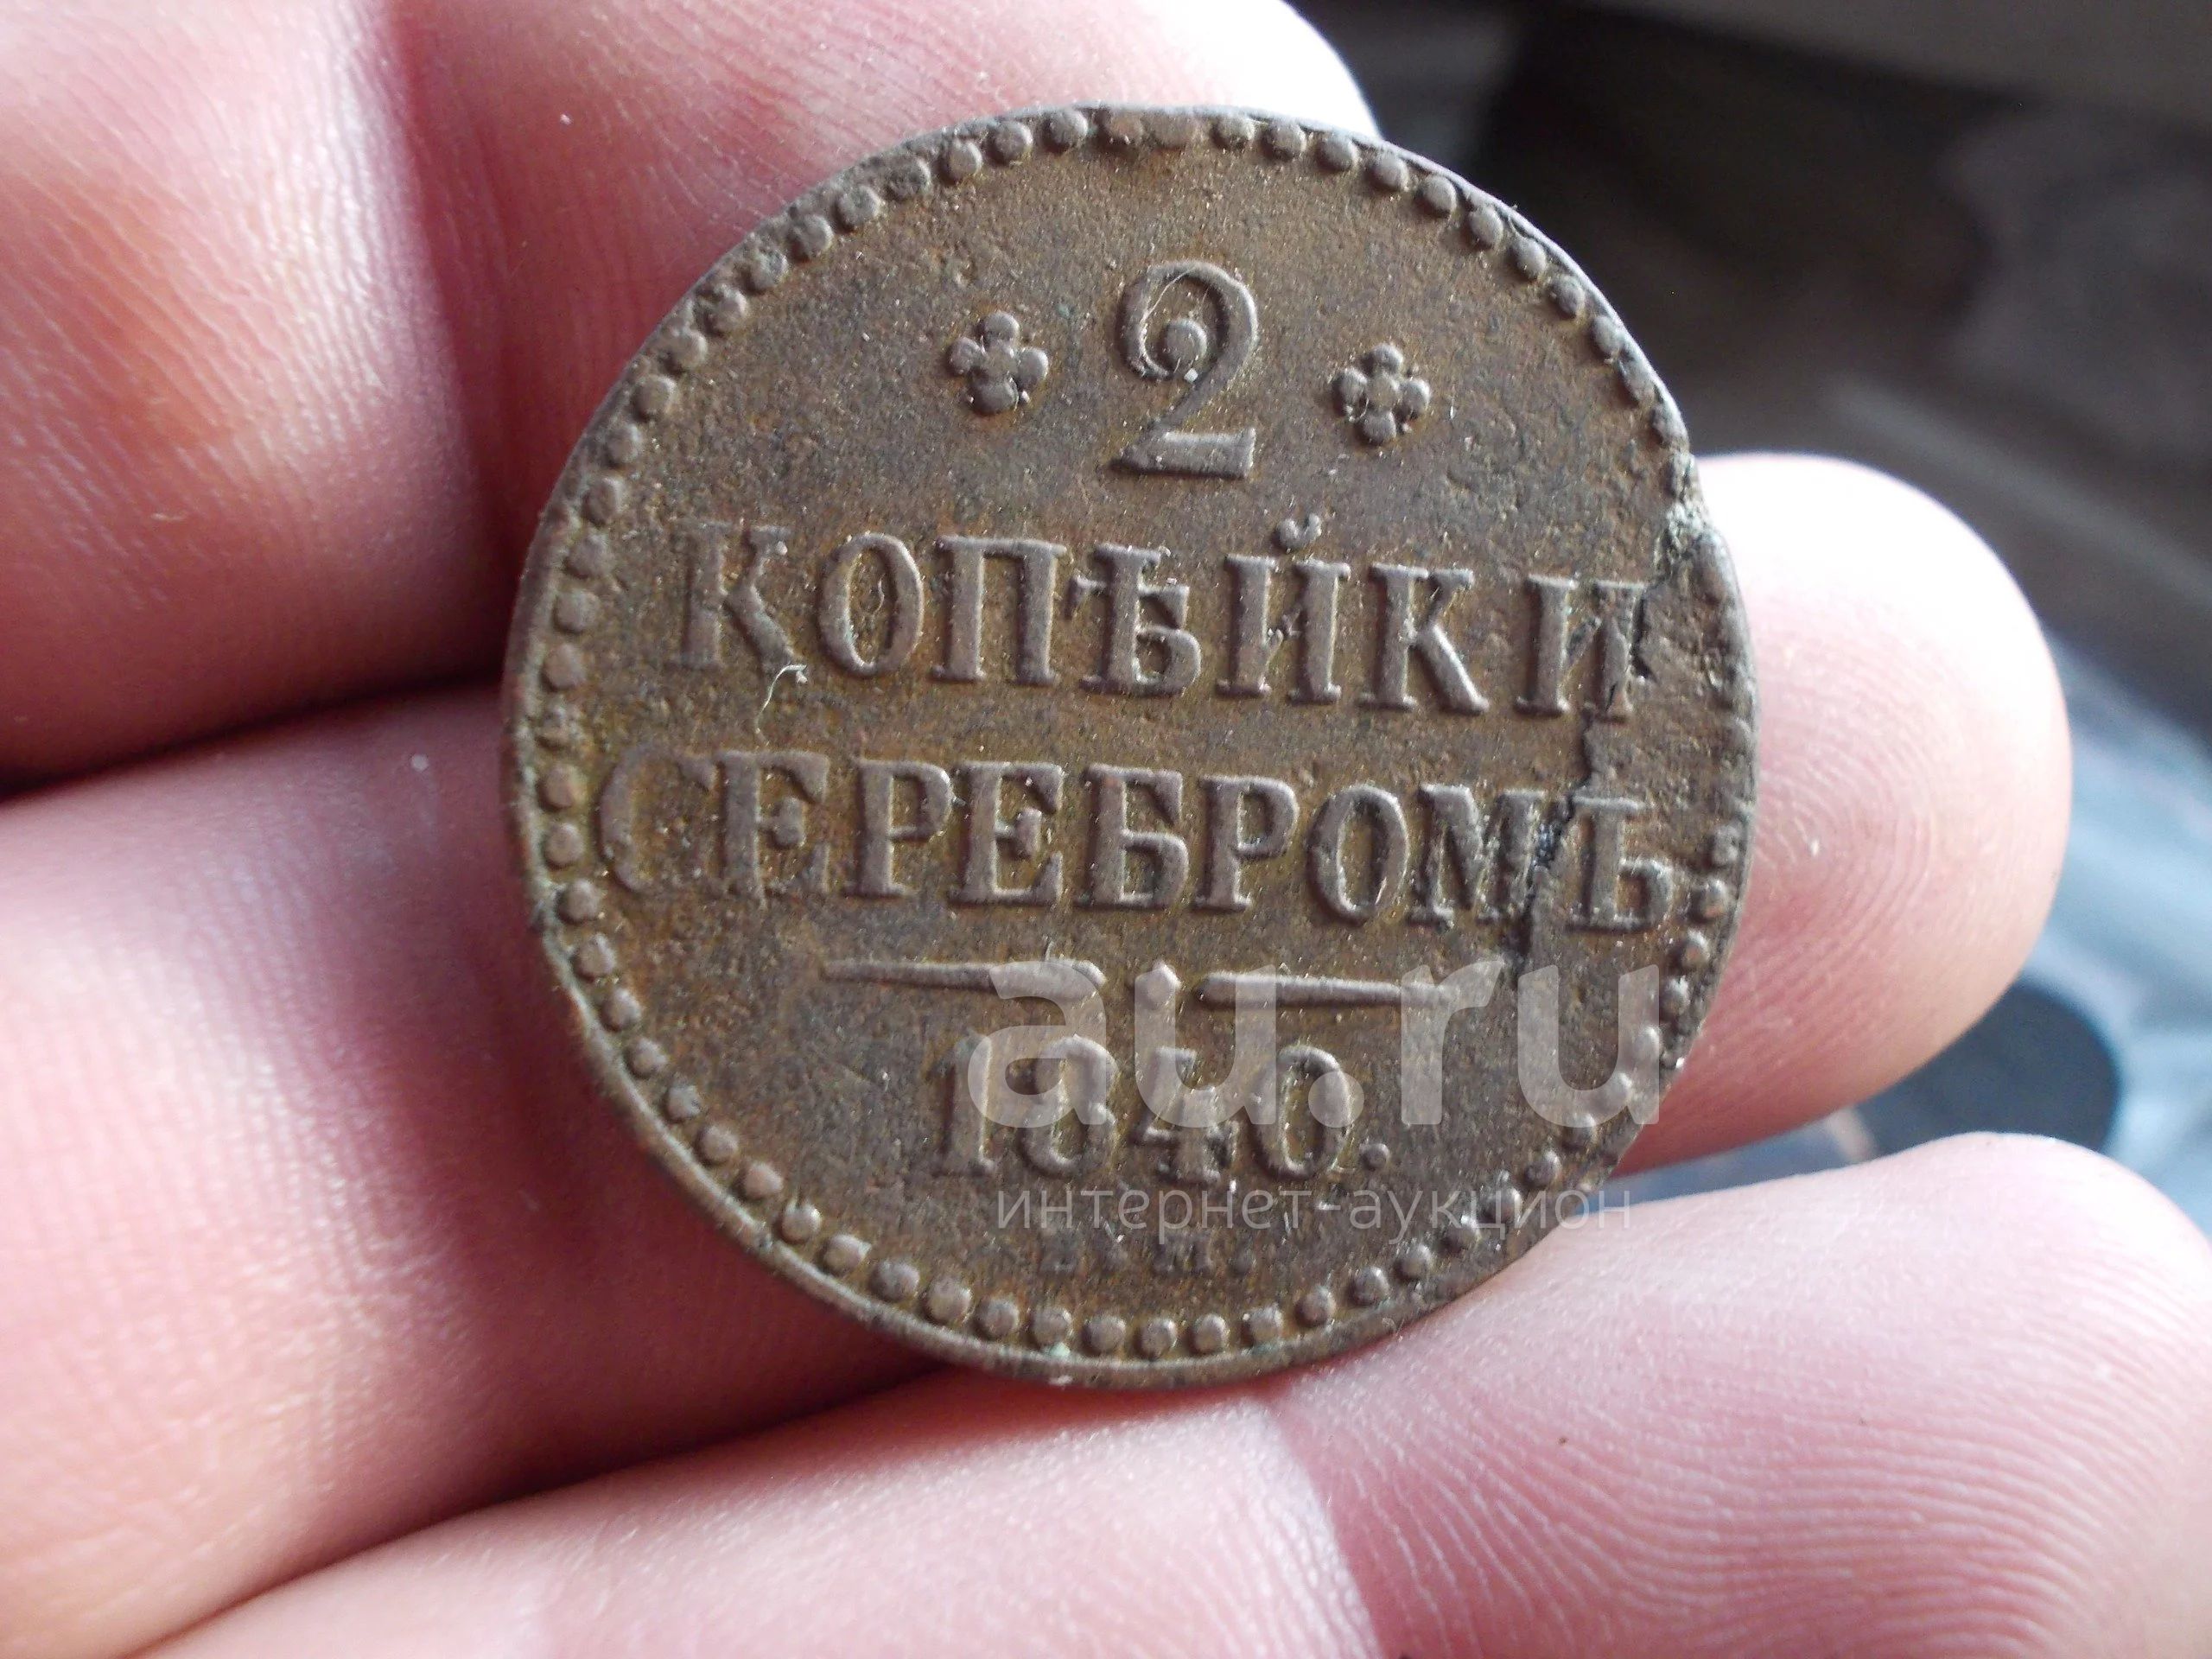 2
КОПѢЙКИ
СЕРЕБРОМЪ
1840.
au.ru
интернет-аукцион